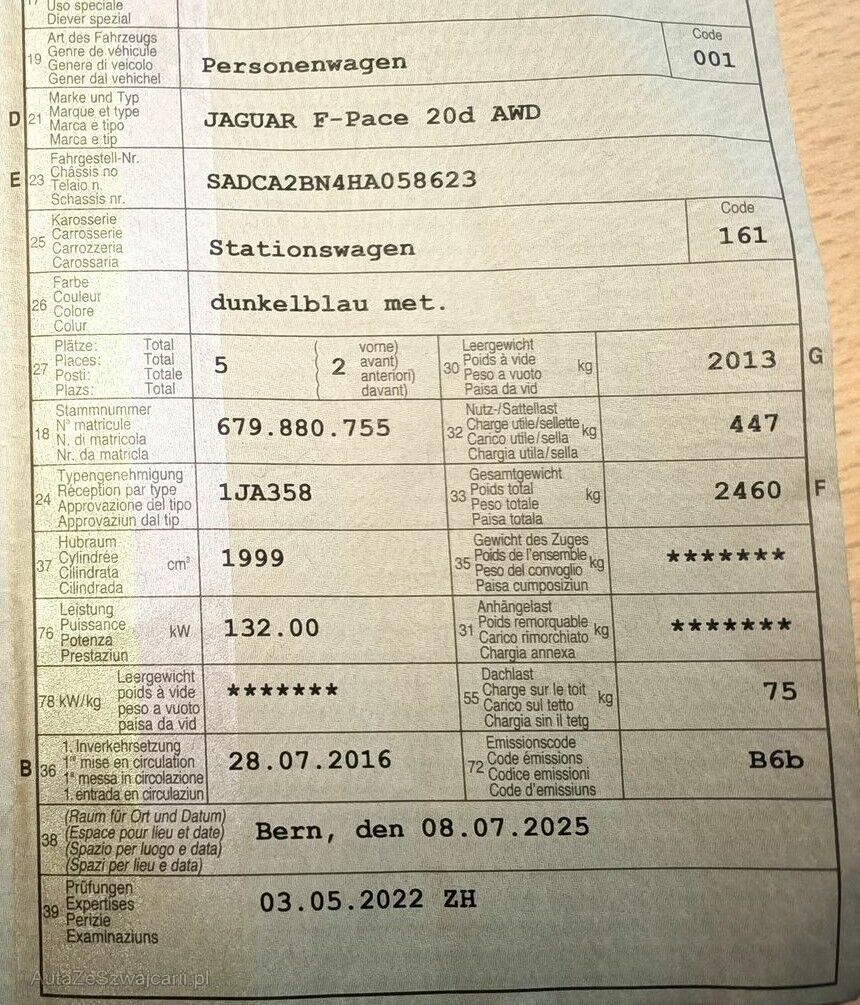 17 Uso speciale
Diever spezial
19 Art des Fahrzeugs
Genre de véhicule
Genere di veicolo
Gener dal vehichel
Personenwagen
Code
001
D 21 Marke und Typ
Marque et type
Marca e tipo
Marca e tip
JAGUAR F-Pace 20d AWD
E 23 Fahrgestell-Nr.
Châssis no
Telaio n.
Schassis nr.
SADCA2BN4HA058623
25 Karosserie
Carrosserie
Carrozzeria
Carossaria
Stationswagen
Code
161
26 Farbe
Couleur
Colore
Colur
dunkelblau met.
27 Plätze: Total
Places: Total
Posti: Totale
Plazs: Total
5
( 2 vorne)
avant)
anteriori)
davant)
30 Leergewicht
Poids à vide
Peso a vuoto
Paisa da vid
kg
2013 G
18 Stammnummer
N° matricule
N. di matricola
Nr. da matricla
679.880.755
32 Nutz-/Sattellast
Charge utile/sellette
Carico utile/sella
Chargia utila/sella
kg
447
24 Typengenehmigung
Réception par type
Approvazione del tipo
Approvaziun dal tip
1JA358
33 Gesamtgewicht
Poids total
Peso totale
Paisa totala
kg
2460 F
37 Hubraum
Cylindrée
Cilindrata
Cilindrada
cm³
1999
35 Gewicht des Zuges
Poids de l'ensemble
Peso del convoglio
Paisa cumposiziun
kg
*******
76 Leistung
Puissance
Potenza
Prestaziun
kW
132.00
31 Anhängelast
Poids remorquable
Carico rimorchiato
Chargia annexa
kg
*******
78 kW/kg
Leergewicht
poids à vide
peso a vuoto
paisa da vid
*******
55 Dachlast
Charge sur le toit
Carico sul tetto
Chargia sin il tetg
kg
75
B 36 1. Inverkehrsetzung
1re mise en circulation
1a messa in circolazione
1. entrada en circulaziun
28.07.2016
72 Emissionscode
Code émissions
Codice emissioni
Code d'emissiuns
B6b
38 (Raum für Ort und Datum)
(Espace pour lieu et date)
(Spazio per luogo e data)
(Spazi per lieu e data)
Bern, den 08.07.2025
39 Prüfungen
Expertises
Perizie
Examinaziuns
03.05.2022 ZH
AutaZeSzwajcarii.pl